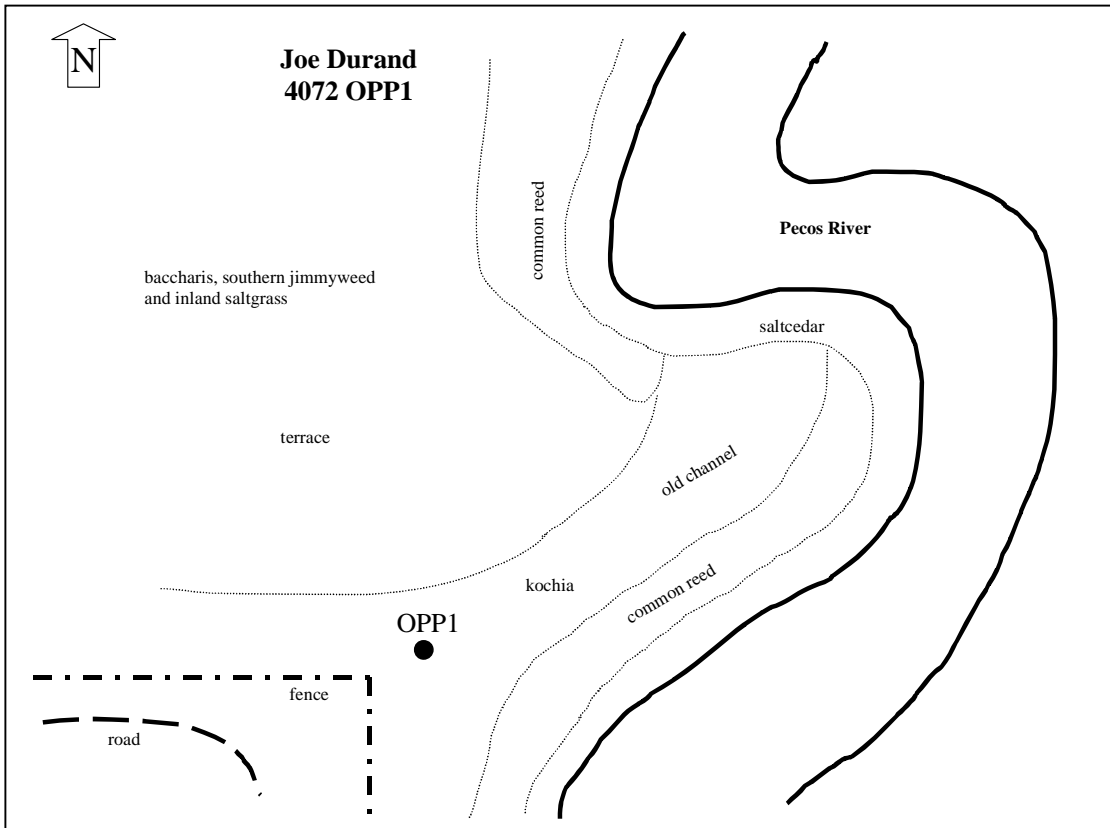 N
Joe Durand
4072 OPP1
common reed
Pecos River
baccharis, southern jimmyweed
and inland saltgrass
saltcedar
terrace
old channel
kochia
common reed
OPP1
fence
road